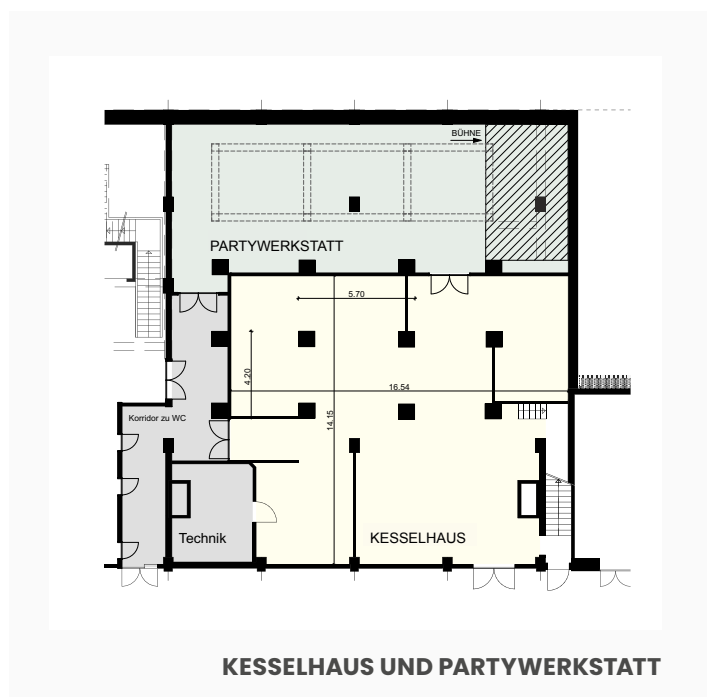 BÜHNE
PARTYWERKSTATT
5.70
4.20
16.54
14.15
Korridor zu WC
Technik
KESSELHAUS
KESSELHAUS UND PARTYWERKSTATT